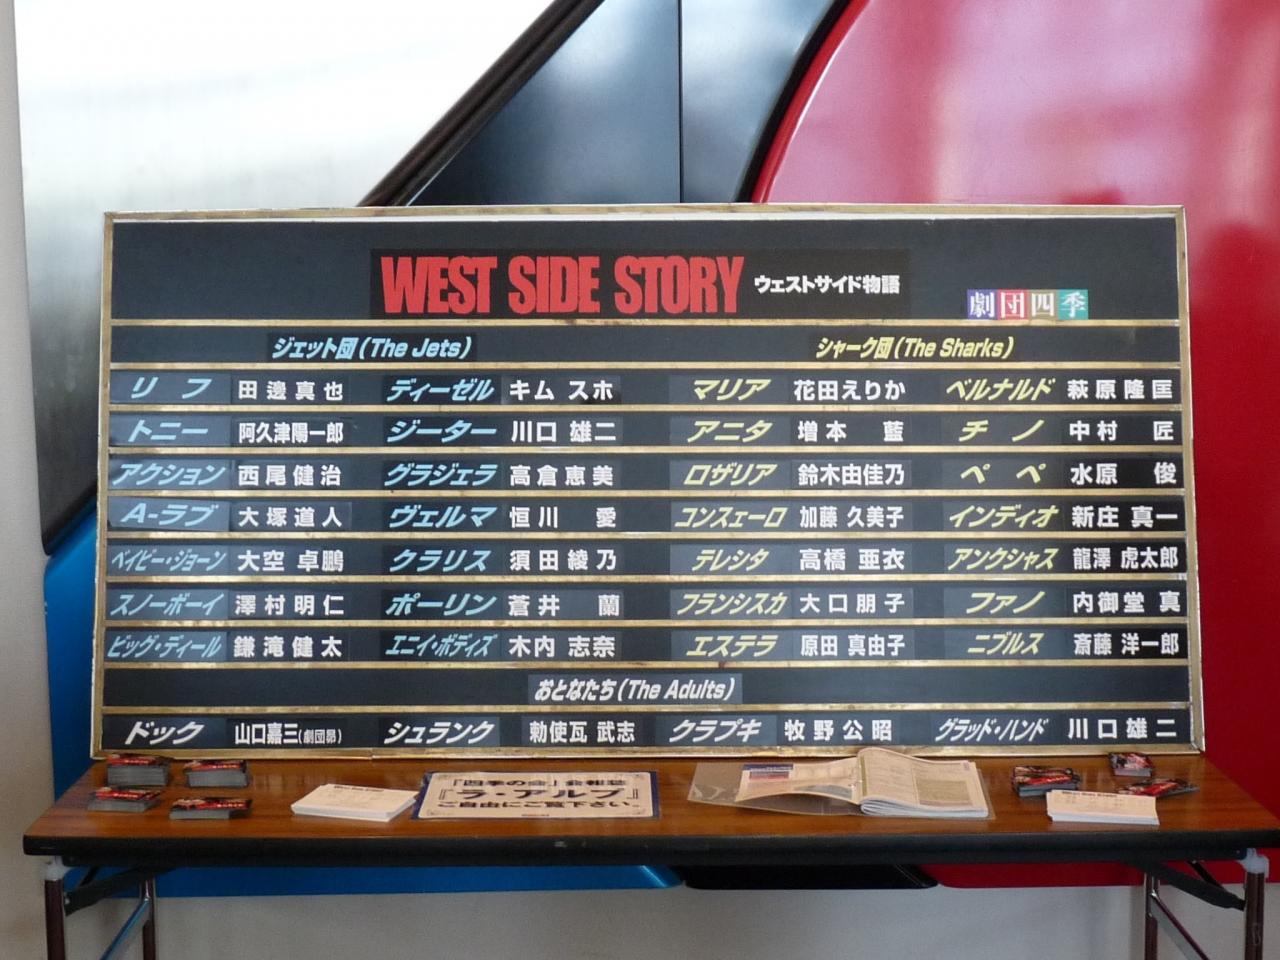 WEST SIDE STORY ウェストサイド物語
劇団四季
ジェット団(The Jets) シャーク団(The Sharks)
リフ 田邊真也 ディーゼル キム スホ マリア 花田えりか ベルナルド 萩原隆匡
トニー 阿久津陽一郎 ジーター 川口 雄二 アニタ 増本 藍 チノ 中村 匠
アクション 西尾健治 グラジェラ 高倉恵美 ロザリア 鈴木由佳乃 ペペ 水原 俊
A-ラブ 大塚道人 ヴェルマ 恒川 愛 コンスェーロ 加藤 久美子 インディオ 新庄 真一
ベイビー・ジョーン 大空 卓鵬 クラリス 須田綾乃 テレシタ 高橋 亜衣 アンクシャス 龍澤 虎太郎
スノーボーイ 澤村明仁 ポーリン 蒼井 蘭 フランシスカ 大口朋子 ファノ 内御堂 真
ビッグ・ディール 鎌滝健太 エニイ・ボディズ 木内 志奈 エステラ 原田 真由子 ニブルス 斎藤 洋一郎
おとなたち(The Adults)
ドック 山口嘉三(劇団昴) シュランク 勅使瓦 武志 クラプキ 牧野公昭 グラッド・ハンド 川口雄二
「四季の会」会報誌
『ラ・アルプ』
ご自由にご覧下さい。